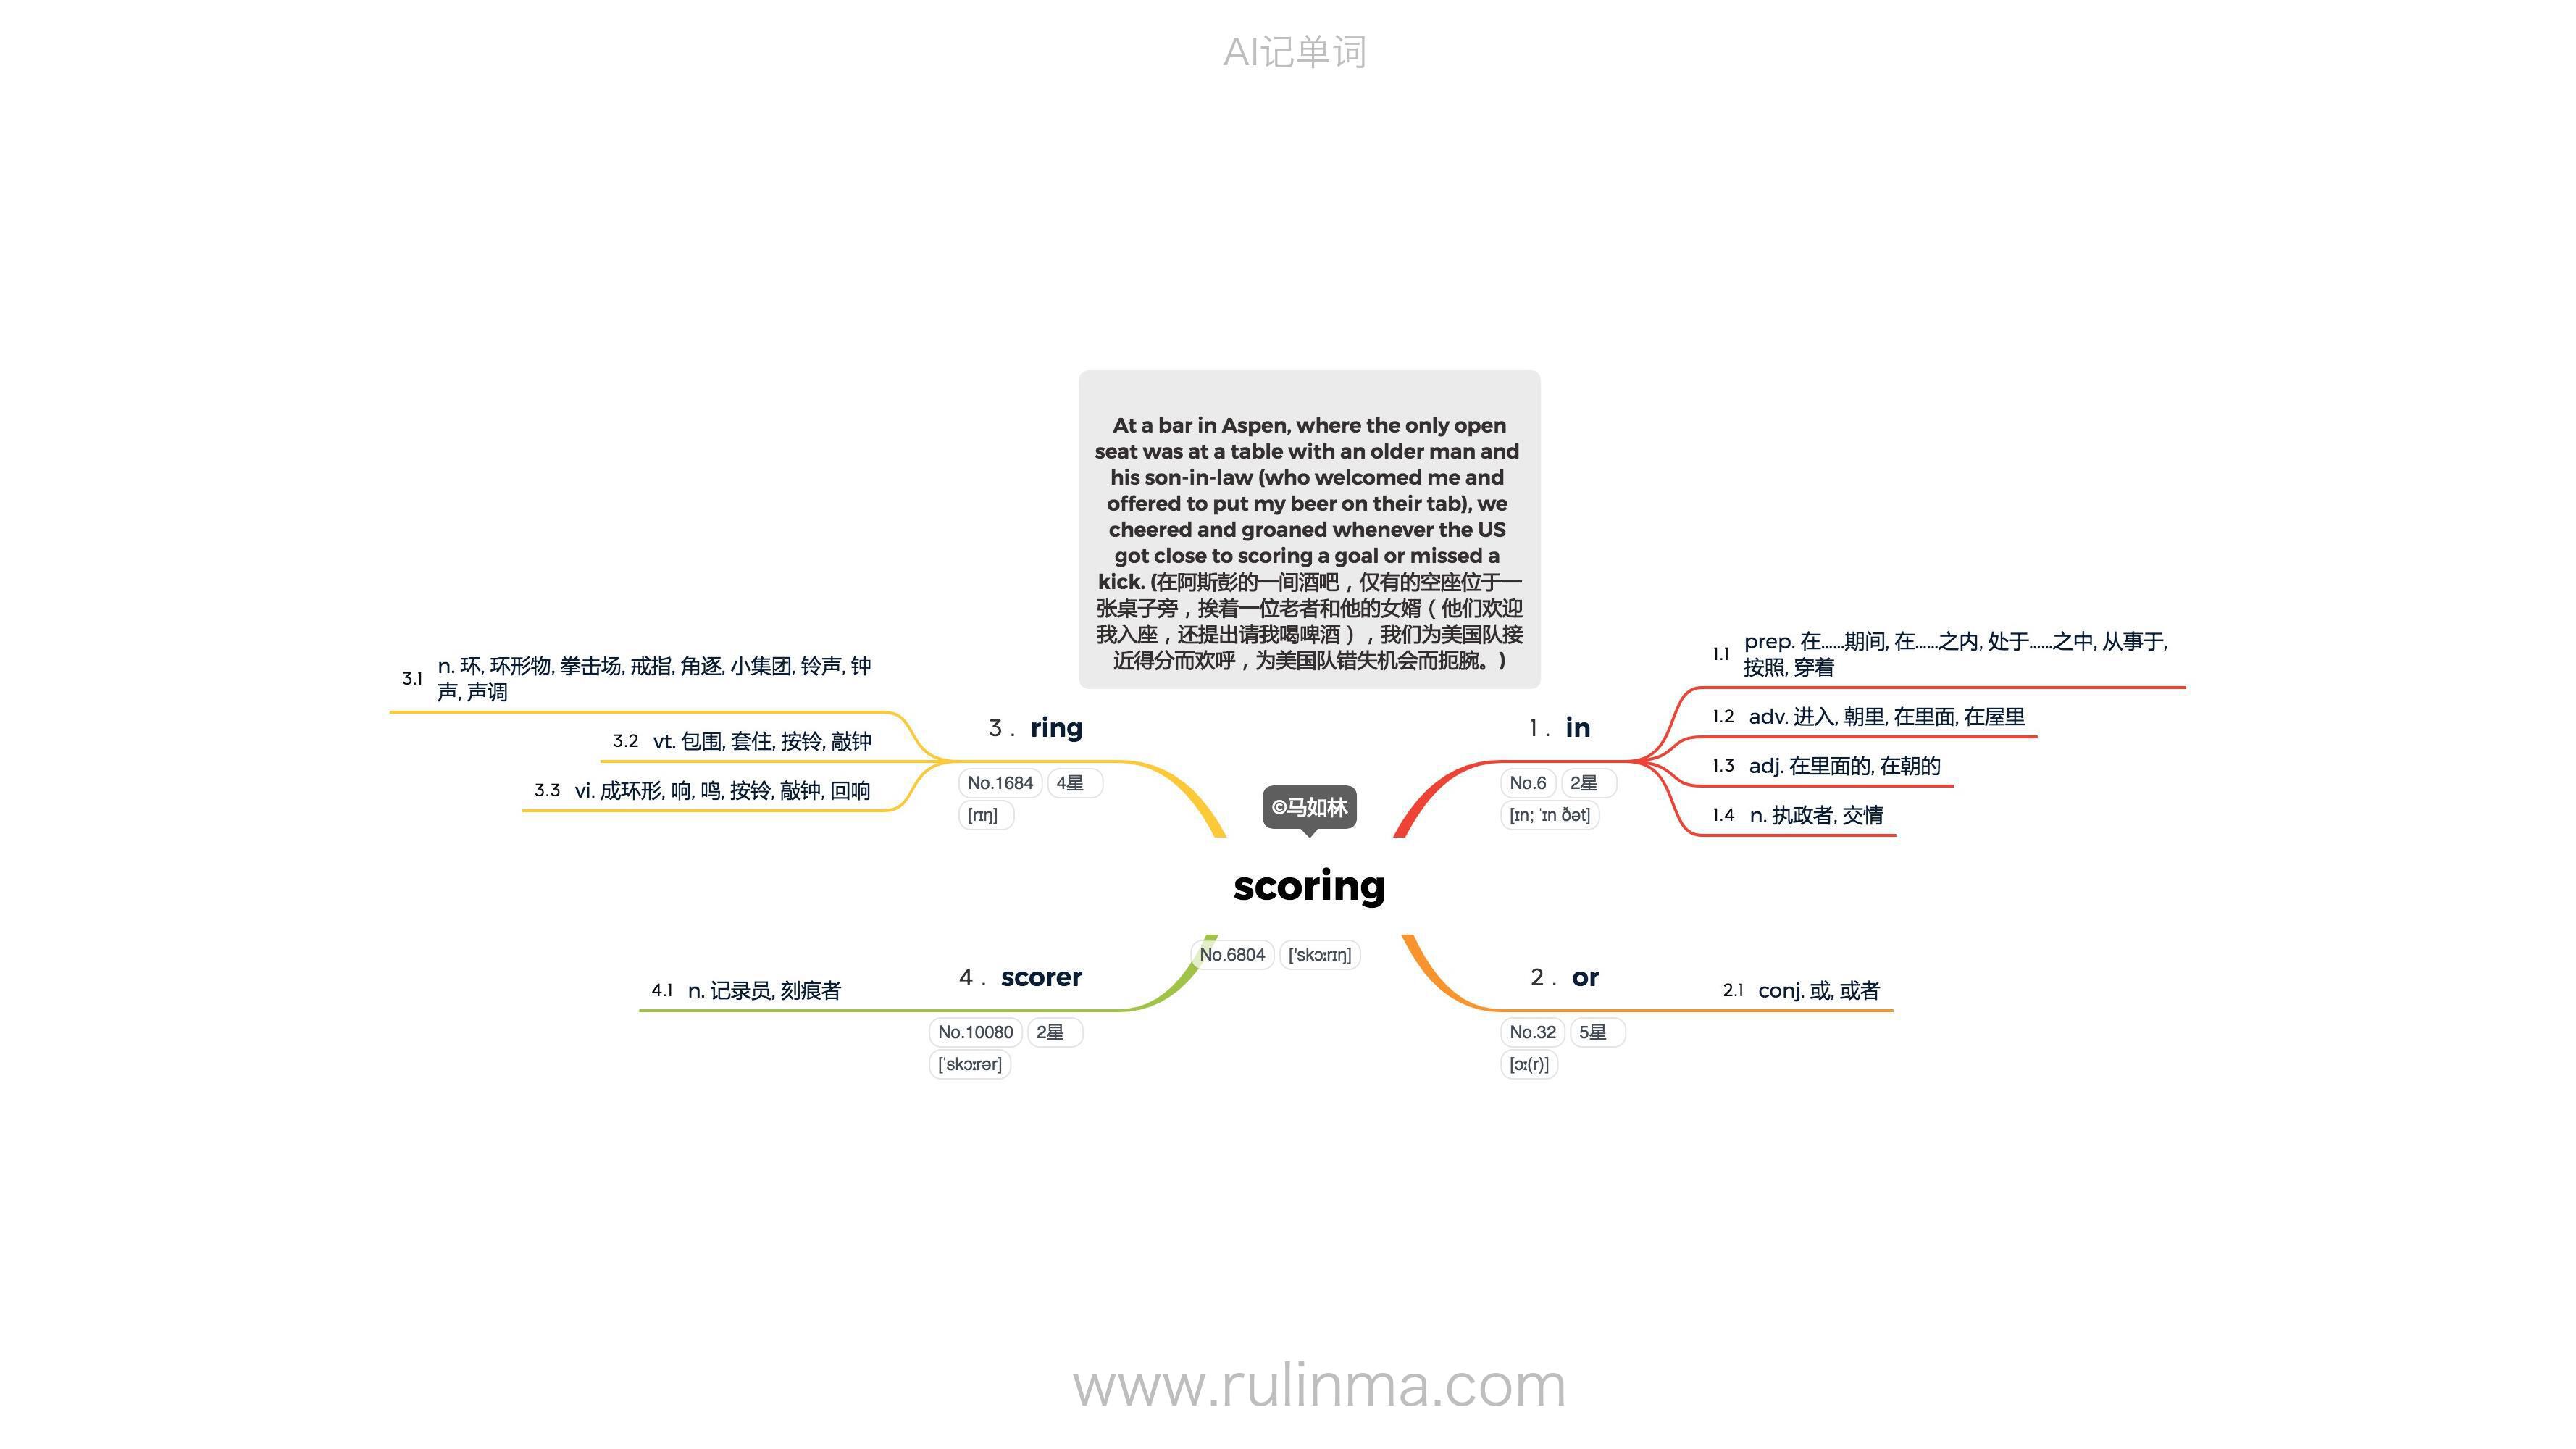 AI记单词
At a bar in Aspen, where the only open
seat was at a table with an older man and
his son-in-law (who welcomed me and
offered to put my beer on their tab), we
cheered and groaned whenever the US
got close to scoring a goal or missed a
kick. (在阿斯彭的一间酒吧，仅有的空座位于一
张桌子旁，挨着一位老者和他的女婿（他们欢迎
我入座，还提出请我喝啤酒），我们为美国队接
近得分而欢呼，为美国队错失机会而扼腕。)
©马如林
scoring
No.6804 ['skɔːrɪŋ]
1. in
No.6 2星
[ɪn; ˈɪn ðət]
1.1 prep. 在……期间, 在……之内, 处于……之中, 从事于,
按照, 穿着
1.2 adv. 进入, 朝里, 在里面, 在屋里
1.3 adj. 在里面的, 在朝的
1.4 n. 执政者, 交情
2. or
No.32 5星
[ɔː(r)]
2.1 conj. 或, 或者
3. ring
No.1684 4星
[rɪŋ]
3.1 n. 环, 环形物, 拳击场, 戒指, 角逐, 小集团, 铃声, 钟
声, 声调
3.2 vt. 包围, 套住, 按铃, 敲钟
3.3 vi. 成环形, 响, 鸣, 按铃, 敲钟, 回响
4. scorer
No.10080 2星
[ˈskɔːrər]
4.1 n. 记录员, 刻痕者
www.rulinma.com